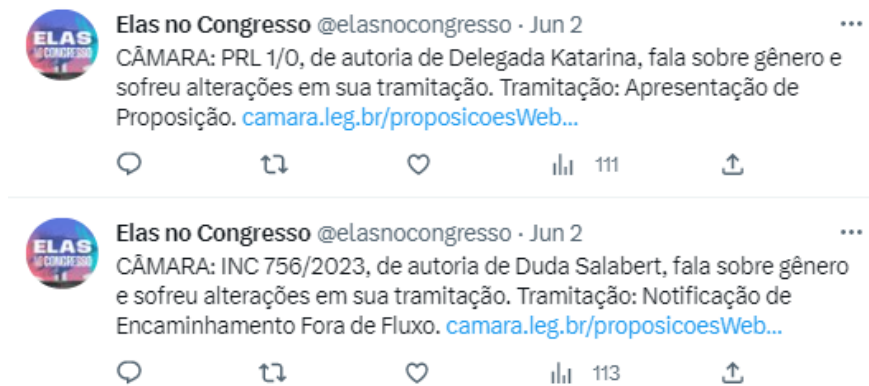 Elas no Congresso @elasnocongresso · Jun 2
CÂMARA: PRL 1/0, de autoria de Delegada Katarina, fala sobre gênero e
sofreu alterações em sua tramitação. Tramitação: Apresentação de
Proposição. camara.leg.br/proposicoesWeb...
111
ELAS
NO CONGRESSO
Elas no Congresso @elasnocongresso · Jun 2
CÂMARA: INC 756/2023, de autoria de Duda Salabert, fala sobre gênero
e sofreu alterações em sua tramitação. Tramitação: Notificação de
Encaminhamento Fora de Fluxo. camara.leg.br/proposicoesWeb...
113
ELAS
NO CONGRESSO